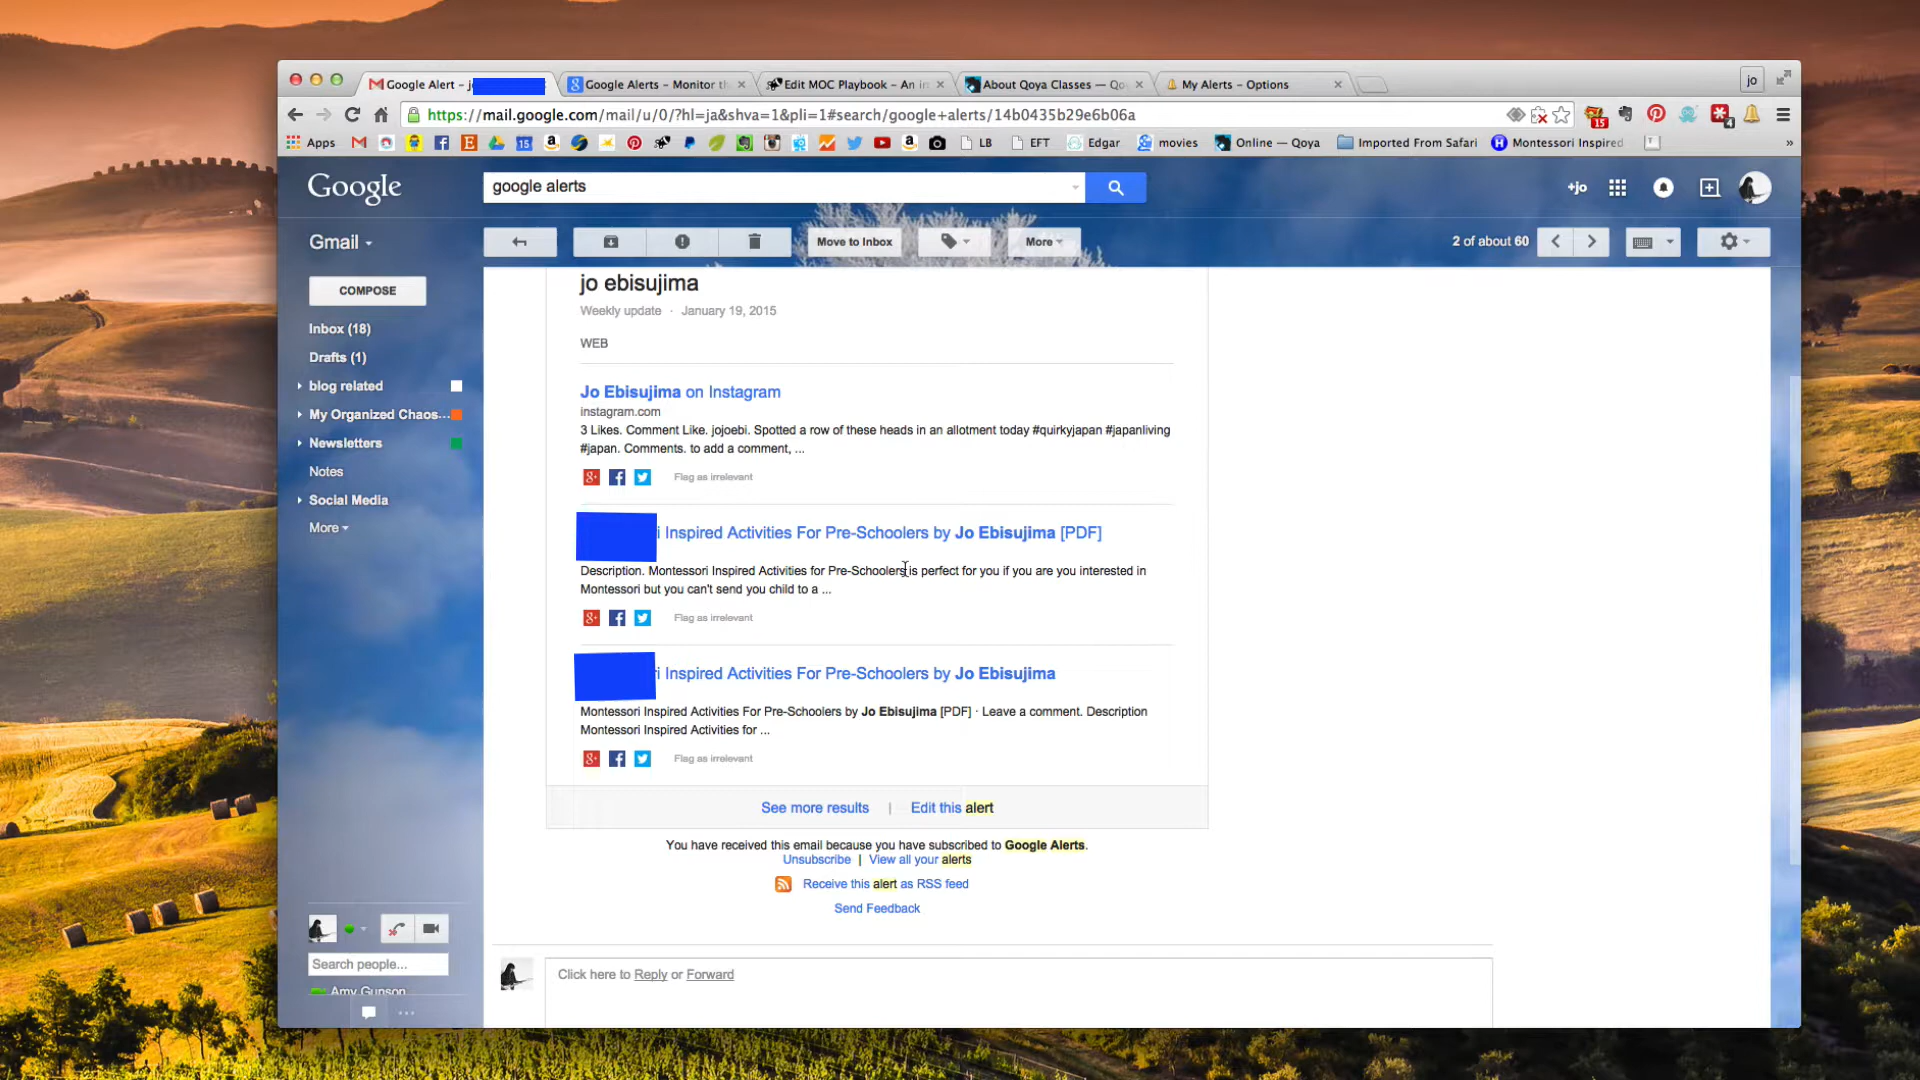 Google Alert - j
Google Alerts - Monitor th
Edit MOC Playbook - An in
About Qoya Classes — Qo
My Alerts - Options
jo
https://mail.google.com/mail/u/0/?hl=ja&shva=1&pli=1#search/google+alerts/14b0435b29e6b06a
15
4
Apps
15
LB
EFT
Edgar
movies
Online — Qoya
Imported From Safari
Montessori Inspired
»
Google
google alerts
+jo
Gmail
Move to Inbox
More
2 of about 60
COMPOSE
Inbox (18)
Drafts (1)
blog related
My Organized Chaos...
Newsletters
Notes
Social Media
More
jo ebisujima
Weekly update · January 19, 2015
WEB
Jo Ebisujima on Instagram
instagram.com
3 Likes. Comment Like. jojoebi. Spotted a row of these heads in an allotment today #quirkyjapan #japanliving
#japan. Comments. to add a comment, ...
Flag as irrelevant
i Inspired Activities For Pre-Schoolers by Jo Ebisujima [PDF]
Description. Montessori Inspired Activities for Pre-Schoolers is perfect for you if you are you interested in
Montessori but you can't send you child to a ...
Flag as irrelevant
ri Inspired Activities For Pre-Schoolers by Jo Ebisujima
Montessori Inspired Activities For Pre-Schoolers by Jo Ebisujima [PDF] · Leave a comment. Description
Montessori Inspired Activities for ...
Flag as irrelevant
See more results | Edit this alert
You have received this email because you have subscribed to Google Alerts.
Unsubscribe | View all your alerts
Receive this alert as RSS feed
Send Feedback
Search people...
Amy Gunson
Click here to Reply or Forward